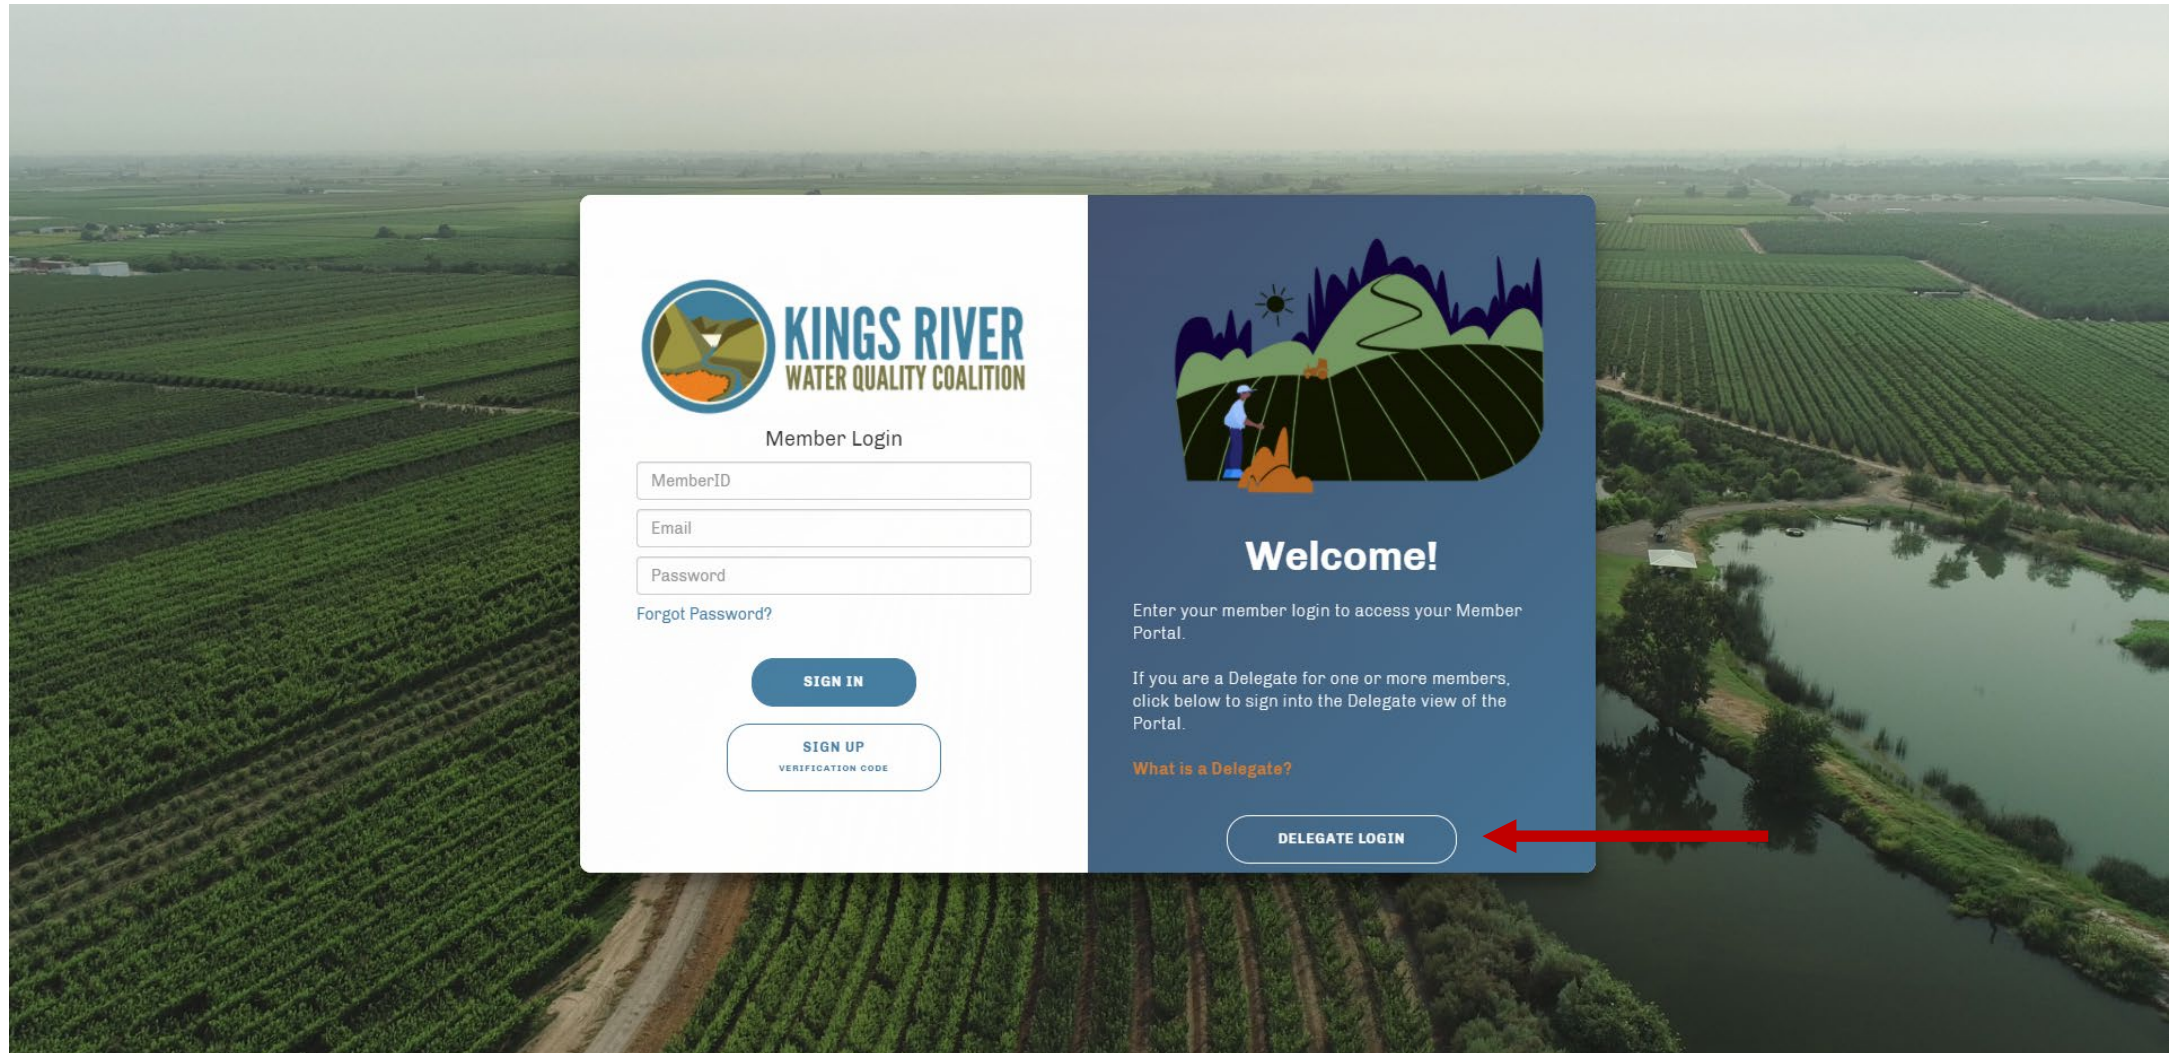 KINGS RIVER
WATER QUALITY COALITION
Member Login
MemberID
Email
Password
Forgot Password?
SIGN IN
SIGN UP
VERIFICATION CODE
Welcome!
Enter your member login to access your Member
Portal.
If you are a Delegate for one or more members,
click below to sign into the Delegate view of the
Portal.
What is a Delegate?
DELEGATE LOGIN